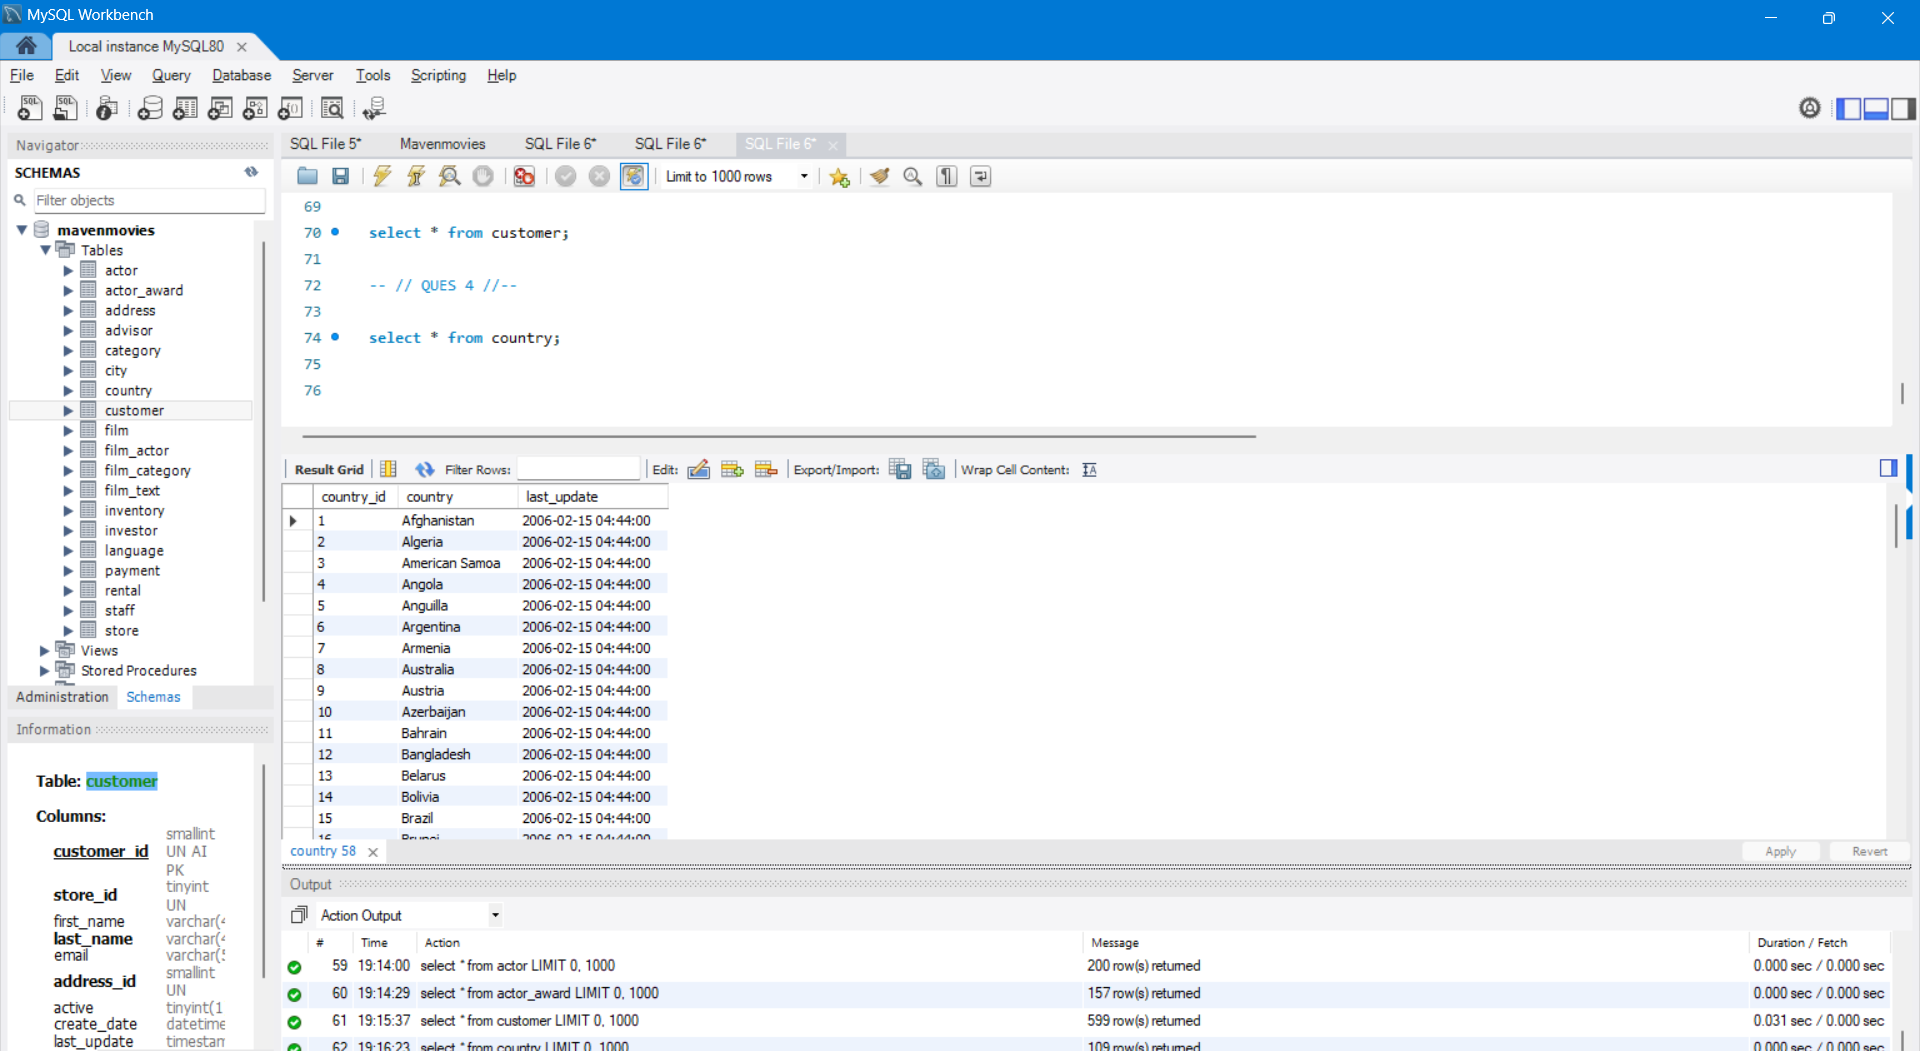 MySQL Workbench
Local instance MySQL80
File Edit View Query Database Server Tools Scripting Help
Navigator
SCHEMAS
Filter objects
mavenmovies
Tables
actor
actor_award
address
advisor
category
city
country
customer
film
film_actor
film_category
film_text
inventory
investor
language
payment
rental
staff
store
Views
Stored Procedures
Administration Schemas
Information
Table: customer
Columns:
customer_id smallint UN AI PK
store_id tinyint UN
first_name varchar(4
last_name varchar(4
email varchar(5
address_id smallint UN
active tinyint(1
create_date datetime
last_update timestam
SQL File 5* Mavenmovies SQL File 6* SQL File 6* SQL File 6*
Limit to 1000 rows
69
70 select * from customer;
71
72 -- // QUES 4 //--
73
74 select * from country;
75
76
Result Grid Filter Rows: Edit: Export/Import: Wrap Cell Content:
country_id country last_update
1 Afghanistan 2006-02-15 04:44:00
2 Algeria 2006-02-15 04:44:00
3 American Samoa 2006-02-15 04:44:00
4 Angola 2006-02-15 04:44:00
5 Anguilla 2006-02-15 04:44:00
6 Argentina 2006-02-15 04:44:00
7 Armenia 2006-02-15 04:44:00
8 Australia 2006-02-15 04:44:00
9 Austria 2006-02-15 04:44:00
10 Azerbaijan 2006-02-15 04:44:00
11 Bahrain 2006-02-15 04:44:00
12 Bangladesh 2006-02-15 04:44:00
13 Belarus 2006-02-15 04:44:00
14 Bolivia 2006-02-15 04:44:00
15 Brazil 2006-02-15 04:44:00
16 Brunei 2006-02-15 04:44:00
country 58 Apply Revert
Output
Action Output
# Time Action Message Duration / Fetch
59 19:14:00 select * from actor LIMIT 0, 1000 200 row(s) returned 0.000 sec / 0.000 sec
60 19:14:29 select * from actor_award LIMIT 0, 1000 157 row(s) returned 0.000 sec / 0.000 sec
61 19:15:37 select * from customer LIMIT 0, 1000 599 row(s) returned 0.031 sec / 0.000 sec
62 19:16:23 select * from country LIMIT 0, 1000 109 row(s) returned 0.000 sec / 0.000 sec